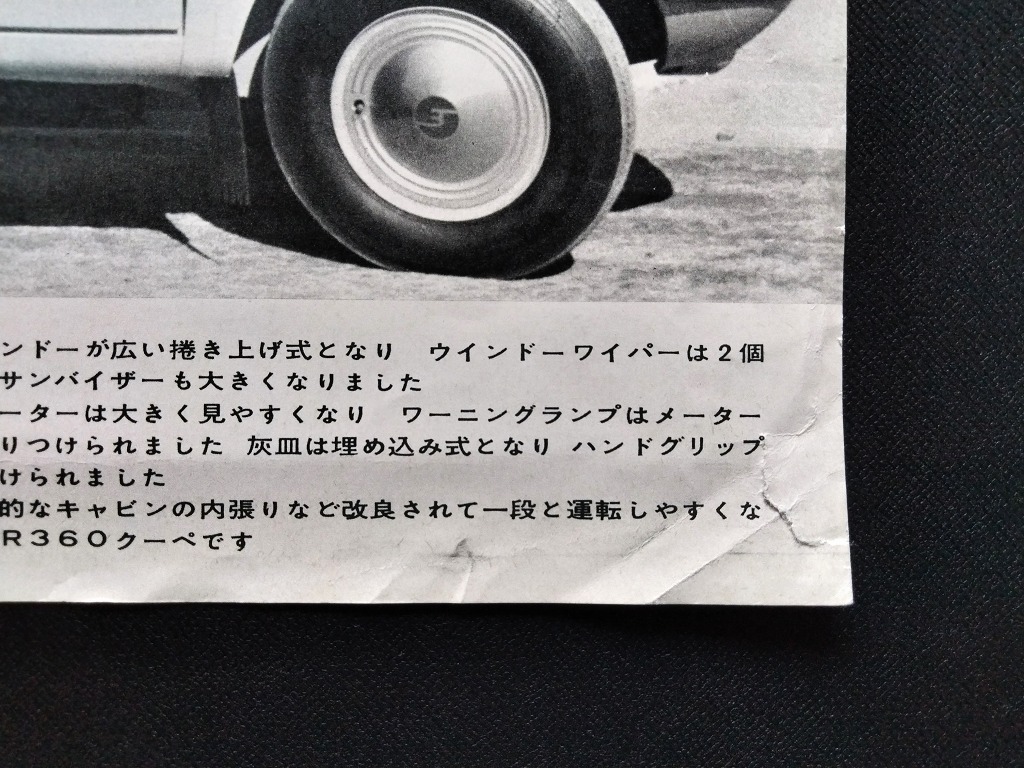 ンドーが広い捲き上げ式となり　ウインドーワイパーは２個
サンバイザーも大きくなりました
ーターは大きく見やすくなり　ワーニングランプはメーター
りつけられました　灰皿は埋め込み式となり　ハンドグリップ
けられました
的なキャビンの内張りなど改良されて一段と運転しやすくな
Ｒ３６０クーペです